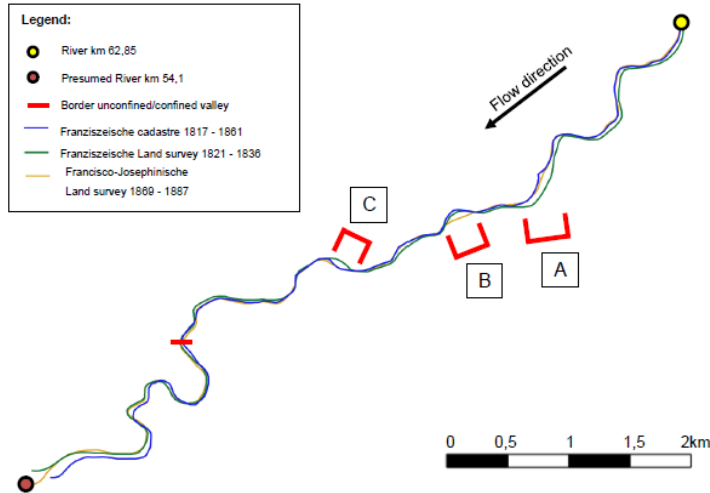 Legend:
River km 62,85
Presumed River km 54,1
Border unconfined/confined valley
Franziszeische cadastre 1817 - 1861
Franziszeische Land survey 1821 - 1836
Francisco-Josephinische
Land survey 1869 - 1887
Flow direction
C
B
A
0 0,5 1 1,5 2km